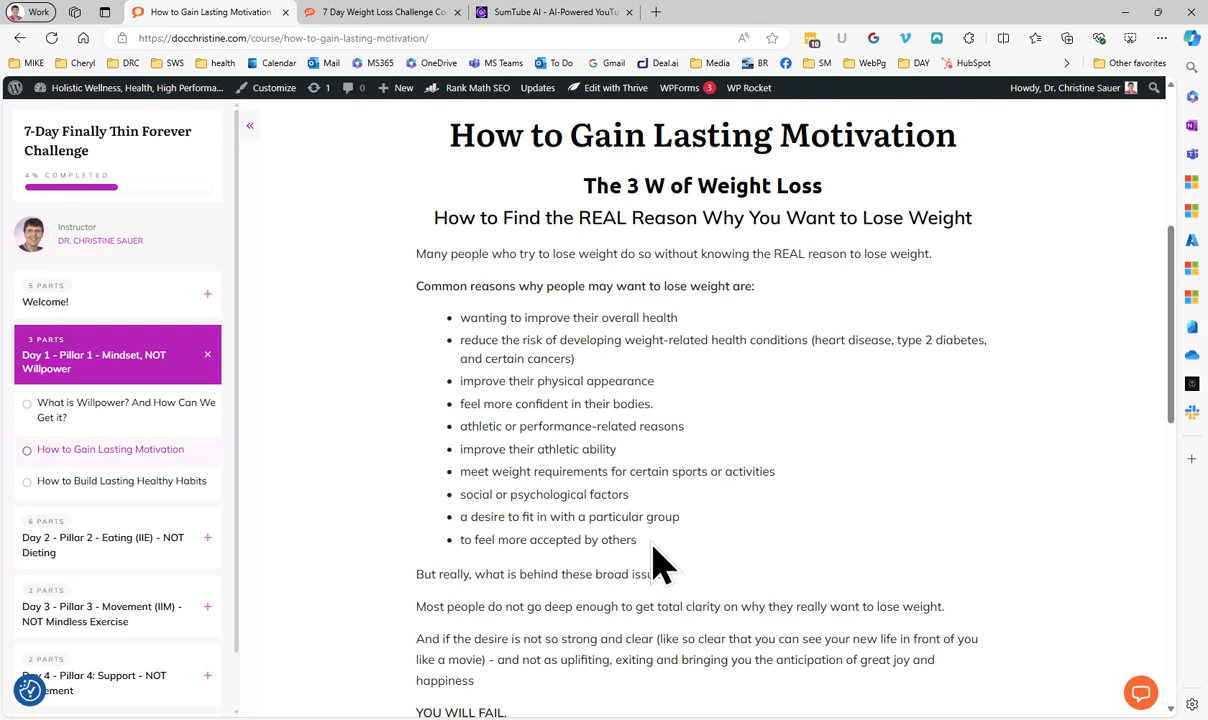 Work
How to Gain Lasting Motivation
7 Day Weight Loss Challenge Co
SumTube AI - AI-Powered YouTu
https://docchristine.com/course/how-to-gain-lasting-motivation/
10
MIKE
Cheryl
DRC
SWS
health
Calendar
Mail
MS365
OneDrive
MS Teams
To Do
Gmail
Deal.ai
Media
BR
SM
WebPg
DAY
HubSpot
Other favorites
Holistic Wellness, Health, High Performa...
Customize
1
0
New
Rank Math SEO
Updates
Edit with Thrive
WPForms 3
WP Rocket
Howdy, Dr. Christine Sauer
7-Day Finally Thin Forever
Challenge
4% COMPLETED
Instructor
DR. CHRISTINE SAUER
5 PARTS
Welcome!
3 PARTS
Day 1 - Pillar 1 - Mindset, NOT
Willpower
What is Willpower? And How Can We
Get it?
How to Gain Lasting Motivation
How to Build Lasting Healthy Habits
6 PARTS
Day 2 - Pillar 2 - Eating (IIE) - NOT
Dieting
2 PARTS
Day 3 - Pillar 3 - Movement (IIM) -
NOT Mindless Exercise
2 PARTS
4 - Pillar 4: Support - NOT
ement
How to Gain Lasting Motivation
The 3 W of Weight Loss
How to Find the REAL Reason Why You Want to Lose Weight
Many people who try to lose weight do so without knowing the REAL reason to lose weight.
Common reasons why people may want to lose weight are:
• wanting to improve their overall health
• reduce the risk of developing weight-related health conditions (heart disease, type 2 diabetes,
and certain cancers)
• improve their physical appearance
• feel more confident in their bodies.
• athletic or performance-related reasons
• improve their athletic ability
• meet weight requirements for certain sports or activities
• social or psychological factors
• a desire to fit in with a particular group
• to feel more accepted by others
But really, what is behind these broad issu
Most people do not go deep enough to get total clarity on why they really want to lose weight.
And if the desire is not so strong and clear (like so clear that you can see your new life in front of you
like a movie) - and not as uplifting, exiting and bringing you the anticipation of great joy and
happiness
YOU WILL FAIL.